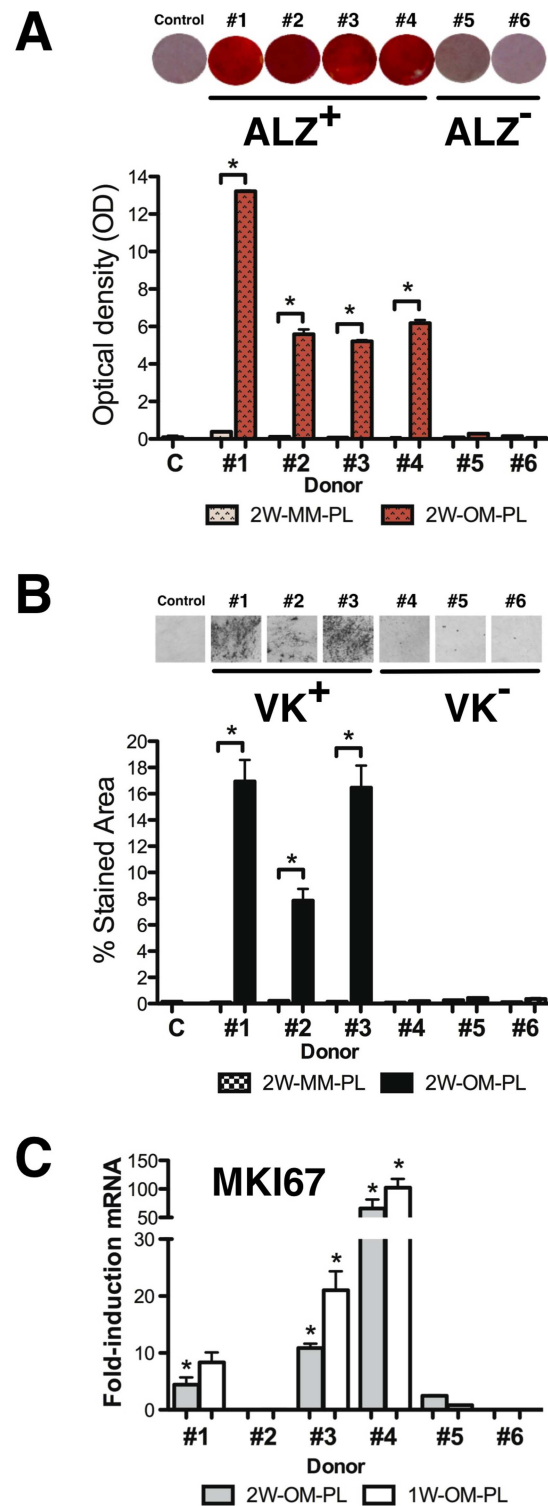 A
Control #1 #2 #3 #4 #5 #6
ALZ+ ALZ-
Optical density (OD)
14
12
10
8
6
4
2
0
* * * *
C #1 #2 #3 #4 #5 #6
Donor
2W-MM-PL 2W-OM-PL
B
Control #1 #2 #3 #4 #5 #6
VK+ VK-
% Stained Area
20
18
16
14
12
10
8
6
4
2
0
* * *
C #1 #2 #3 #4 #5 #6
Donor
2W-MM-PL 2W-OM-PL
C
MKI67
Fold-induction mRNA
150
100
50
30
20
10
0
* * * * *
#1 #2 #3 #4 #5 #6
Donor
2W-OM-PL 1W-OM-PL